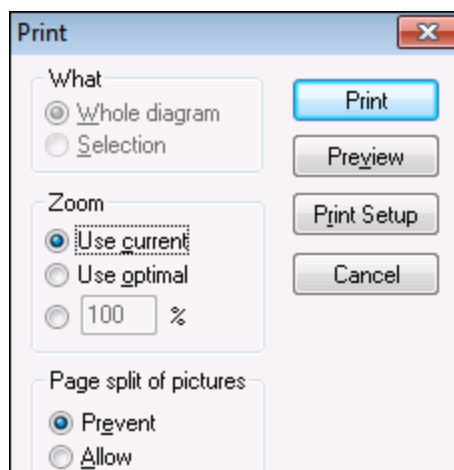 Print
What
Whole diagram
Selection
Zoom
Use current
Use optimal
100 %
Page split of pictures
Prevent
Allow
Print
Preview
Print Setup
Cancel